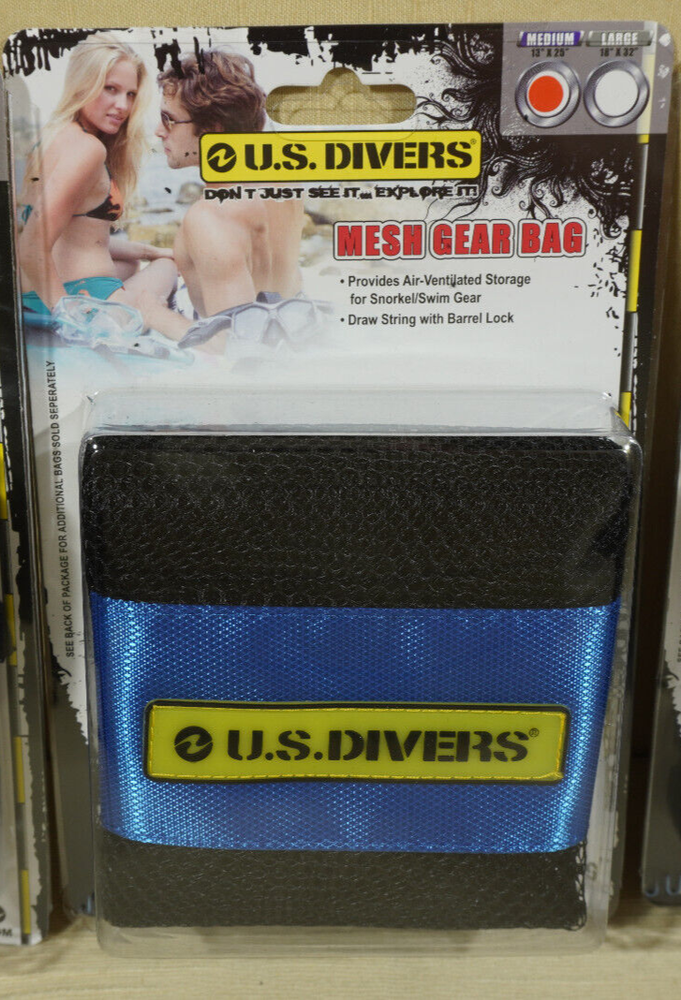 MEDIUM LARGE
13" X 25" 18" X 32"
U.S. DIVERS®
DON'T JUST SEE IT... EXPLORE IT!
MESH GEAR BAG
• Provides Air-Ventilated Storage
for Snorkel/Swim Gear
• Draw String with Barrel Lock
SEE BACK OF PACKAGE FOR ADDITIONAL BAGS SOLD SEPERATELY
U.S.DIVERS®